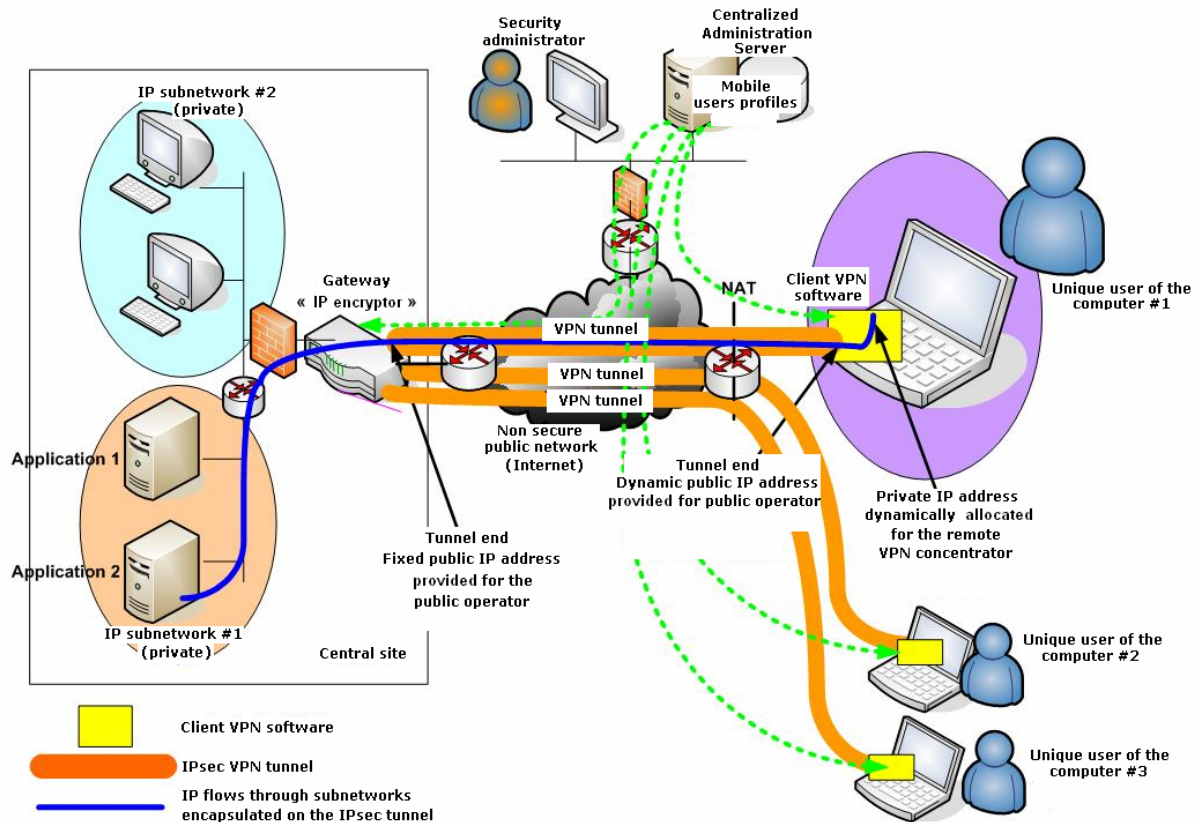 Security
administrator
Centralized
Administration
Server
Mobile
users profiles
IP subnetwork #2
(private)
Gateway
« IP encryptor »
NAT
Client VPN
software
Unique user of the
computer #1
VPN tunnel
VPN tunnel
VPN tunnel
Non secure
public network
(Internet)
Application 1
Application 2
IP subnetwork #1
(private)
Central site
Tunnel end
Fixed public IP address
provided for the
public operator
Tunnel end
Dynamic public IP address
provided for public operator
Private IP address
dynamically allocated
for the remote
VPN concentrator
Unique user of the
computer #2
Unique user of the
computer #3
Client VPN software
IPsec VPN tunnel
IP flows through subnetworks
encapsulated on the IPsec tunnel